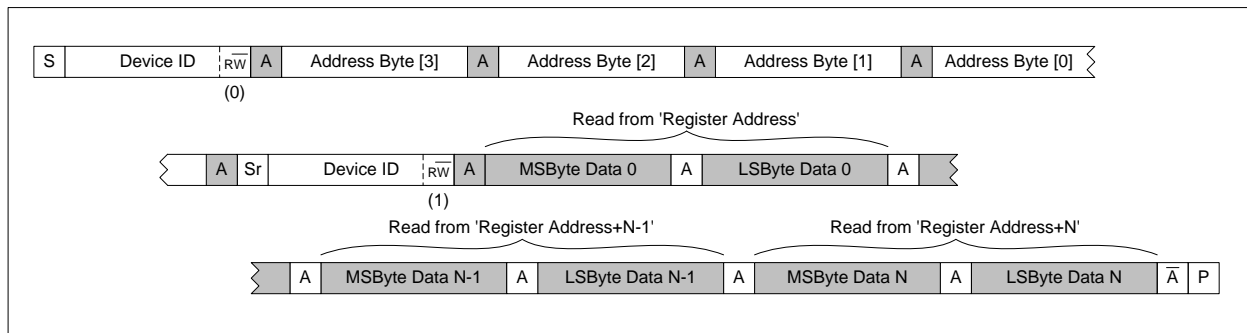 S Device ID RW̅ A Address Byte [3] A Address Byte [2] A Address Byte [1] A Address Byte [0]
(0)
Read from 'Register Address'
A Sr Device ID RW̅ A MSByte Data 0 A LSByte Data 0 A
(1)
Read from 'Register Address+N-1' Read from 'Register Address+N'
A MSByte Data N-1 A LSByte Data N-1 A MSByte Data N A LSByte Data N A̅ P